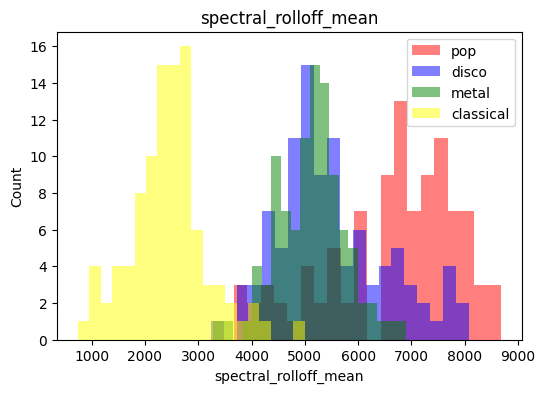 spectral_rolloff_mean
16
14
12
10
8
6
4
2
0
Count
pop
disco
metal
classical
1000 2000 3000 4000 5000 6000 7000 8000 9000
spectral_rolloff_mean